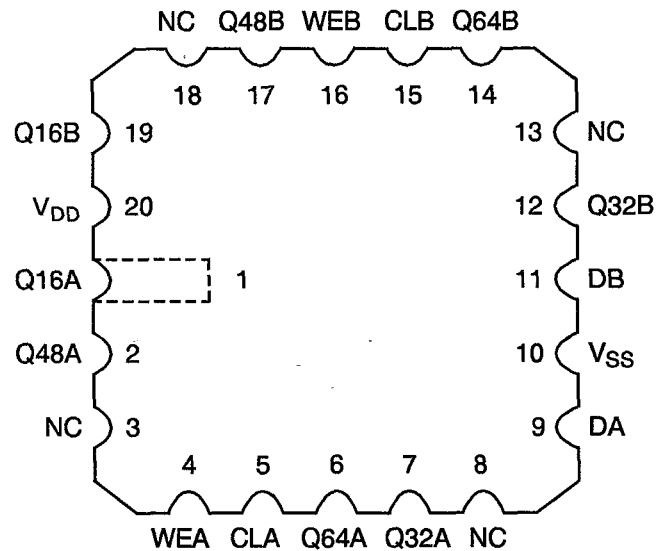 NC Q48B WEB CLB Q64B
18 17 16 15 14
Q16B 19 13 NC
V_DD 20 12 Q32B
Q16A 1 11 DB
Q48A 2 10 V_SS
NC 3 9 DA
4 5 6 7 8
WEA CLA Q64A Q32A NC